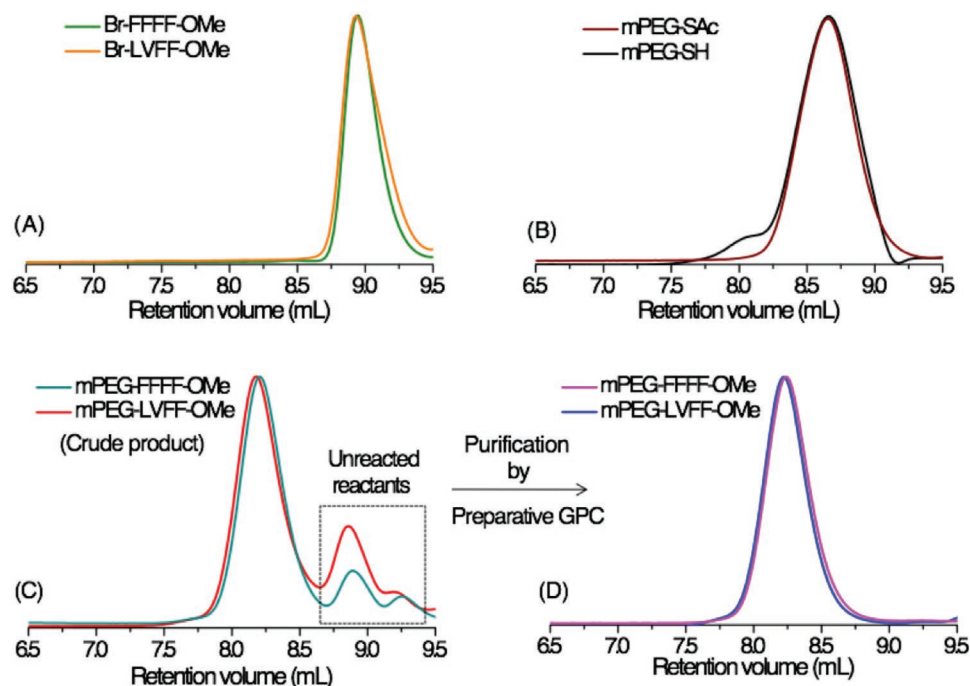 Br-FFFF-OMe
Br-LVFF-OMe
(A)
6.5 7.0 7.5 8.0 8.5 9.0 9.5
Retention volume (mL)
mPEG-SAc
mPEG-SH
(B)
6.5 7.0 7.5 8.0 8.5 9.0 9.5
Retention volume (mL)
mPEG-FFFF-OMe
mPEG-LVFF-OMe
(Crude product)
Unreacted
reactants
(C)
6.5 7.0 7.5 8.0 8.5 9.0 9.5
Retention volume (mL)
Purification
by
Preparative GPC
mPEG-FFFF-OMe
mPEG-LVFF-OMe
(D)
6.5 7.0 7.5 8.0 8.5 9.0 9.5
Retention volume (mL)